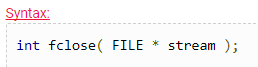 Syntax:
int fclose( FILE * stream );